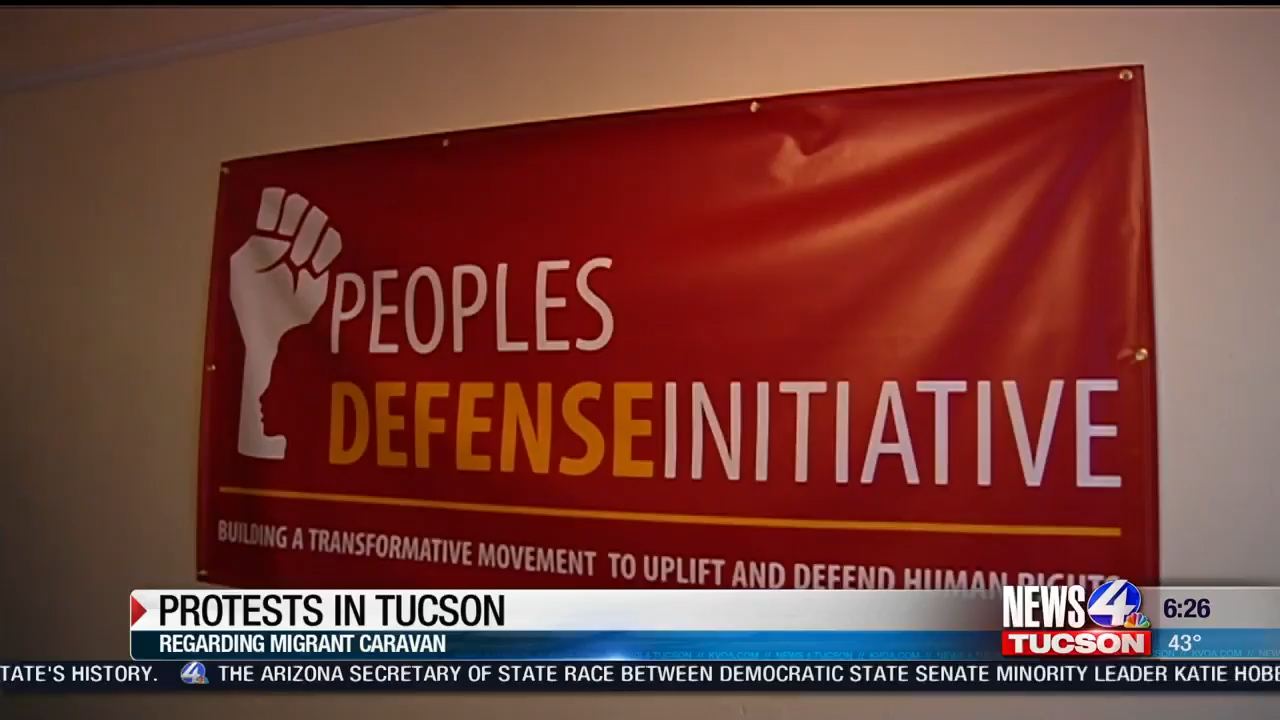 PEOPLES
DEFENSEINITIATIVE
BUILDING A TRANSFORMATIVE MOVEMENT TO UPLIFT AND DEFEND HUMAN RIGHTS
PROTESTS IN TUCSON
REGARDING MIGRANT CARAVAN
NEWS 4
TUCSON
6:26
43°
TATE'S HISTORY. 4 THE ARIZONA SECRETARY OF STATE RACE BETWEEN DEMOCRATIC STATE SENATE MINORITY LEADER KATIE HOBB